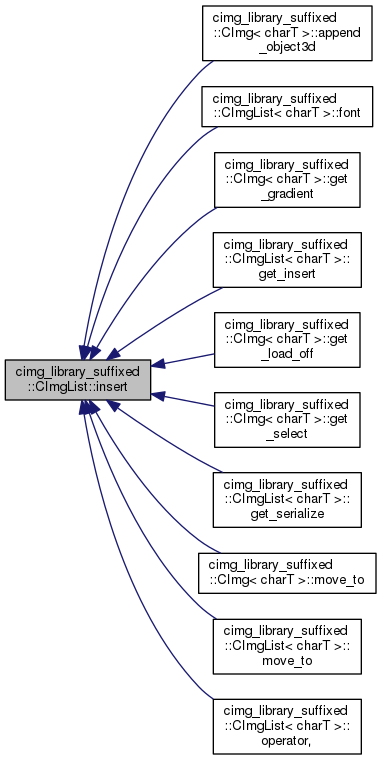 cimg_library_suffixed
::CImg< charT >::append
_object3d
cimg_library_suffixed
::CImgList< charT >::font
cimg_library_suffixed
::CImg< charT >::get
_gradient
cimg_library_suffixed
::CImgList< charT >::
get_insert
cimg_library_suffixed
::CImg< charT >::get
_load_off
cimg_library_suffixed
::CImgList::insert
cimg_library_suffixed
::CImg< charT >::get
_select
cimg_library_suffixed
::CImgList< charT >::
get_serialize
cimg_library_suffixed
::CImg< charT >::move_to
cimg_library_suffixed
::CImgList< charT >::
move_to
cimg_library_suffixed
::CImgList< charT >::
operator,